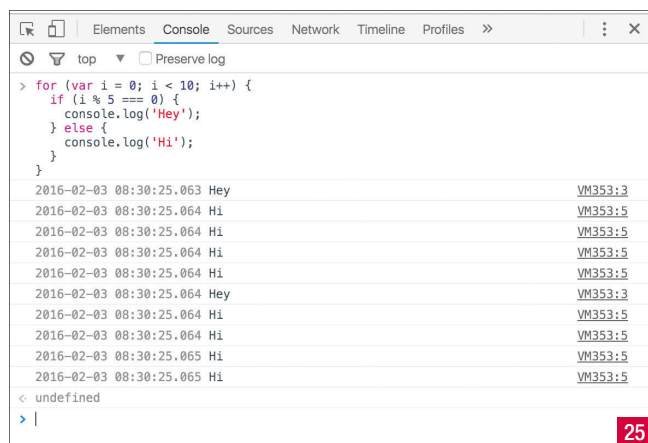 Elements Console Sources Network Timeline Profiles »
top ▼ Preserve log
> for (var i = 0; i < 10; i++) {
if (i % 5 === 0) {
console.log('Hey');
} else {
console.log('Hi');
}
}
2016-02-03 08:30:25.063 Hey VM353:3
2016-02-03 08:30:25.064 Hi VM353:5
2016-02-03 08:30:25.064 Hi VM353:5
2016-02-03 08:30:25.064 Hi VM353:5
2016-02-03 08:30:25.064 Hi VM353:5
2016-02-03 08:30:25.064 Hey VM353:3
2016-02-03 08:30:25.064 Hi VM353:5
2016-02-03 08:30:25.064 Hi VM353:5
2016-02-03 08:30:25.065 Hi VM353:5
2016-02-03 08:30:25.065 Hi VM353:5
undefined
>
25